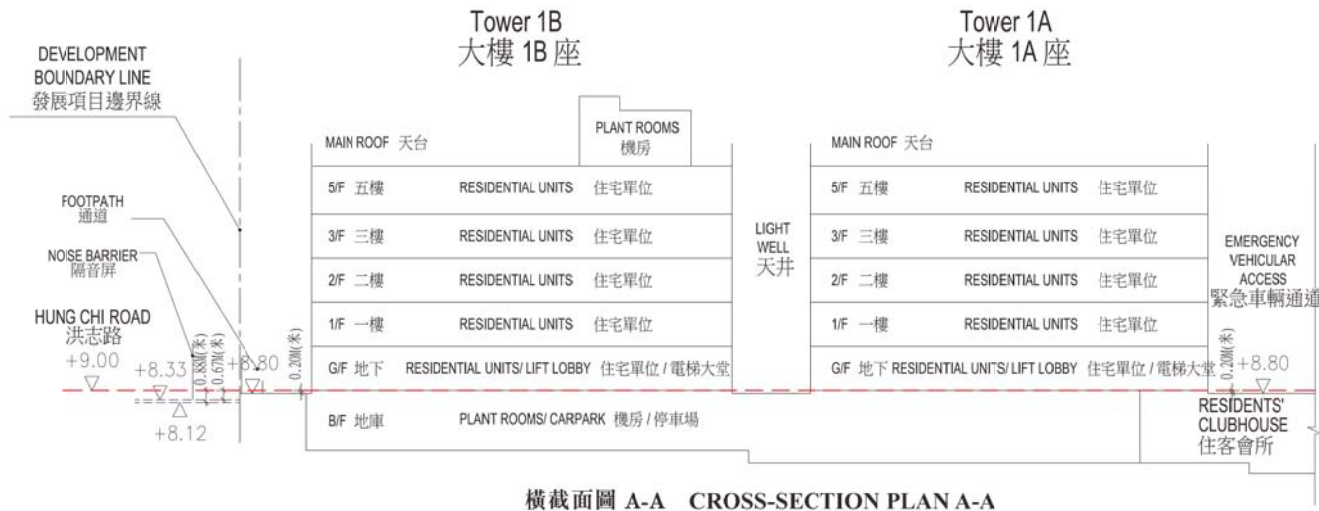 Tower 1B
大樓 1B 座
Tower 1A
大樓 1A 座
DEVELOPMENT
BOUNDARY LINE
發展項目邊界線
FOOTPATH
通道
NOISE BARRIER
隔音屏
HUNG CHI ROAD
洪志路
+9.00
+8.33
+8.12
0.88M(米)
0.67M(米)
+8.80
0.20M(米)
PLANT ROOMS
機房
MAIN ROOF 天台
5/F 五樓 RESIDENTIAL UNITS 住宅單位
3/F 三樓 RESIDENTIAL UNITS 住宅單位
2/F 二樓 RESIDENTIAL UNITS 住宅單位
1/F 一樓 RESIDENTIAL UNITS 住宅單位
G/F 地下 RESIDENTIAL UNITS/ LIFT LOBBY 住宅單位 / 電梯大堂
B/F 地庫 PLANT ROOMS/ CARPARK 機房 / 停車場
LIGHT
WELL
天井
MAIN ROOF 天台
5/F 五樓 RESIDENTIAL UNITS 住宅單位
3/F 三樓 RESIDENTIAL UNITS 住宅單位
2/F 二樓 RESIDENTIAL UNITS 住宅單位
1/F 一樓 RESIDENTIAL UNITS 住宅單位
G/F 地下 RESIDENTIAL UNITS/ LIFT LOBBY 住宅單位 / 電梯大堂
EMERGENCY
VEHICULAR
ACCESS
緊急車輛通道
0.20M(米)
+8.80
RESIDENTS'
CLUBHOUSE
住客會所
橫截面圖 A-A CROSS-SECTION PLAN A-A